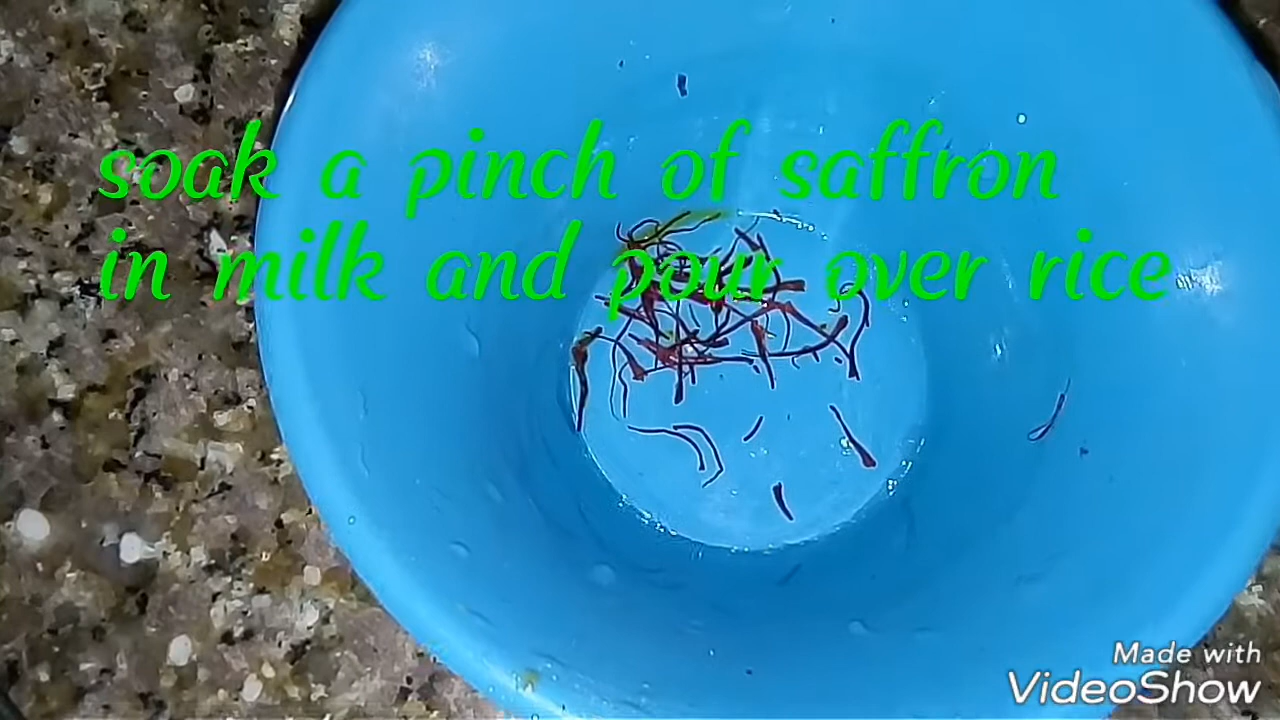 soak a pinch of saffron
in milk and pour over rice
Made with
VideoShow